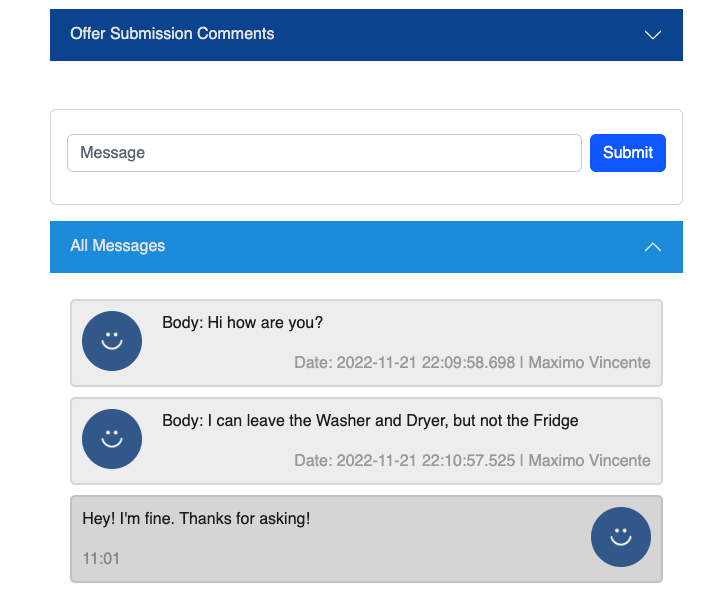 Offer Submission Comments
Message
Submit
All Messages
Body: Hi how are you?
Date: 2022-11-21 22:09:58.698 | Maximo Vincente
Body: I can leave the Washer and Dryer, but not the Fridge
Date: 2022-11-21 22:10:57.525 | Maximo Vincente
Hey! I'm fine. Thanks for asking!
11:01